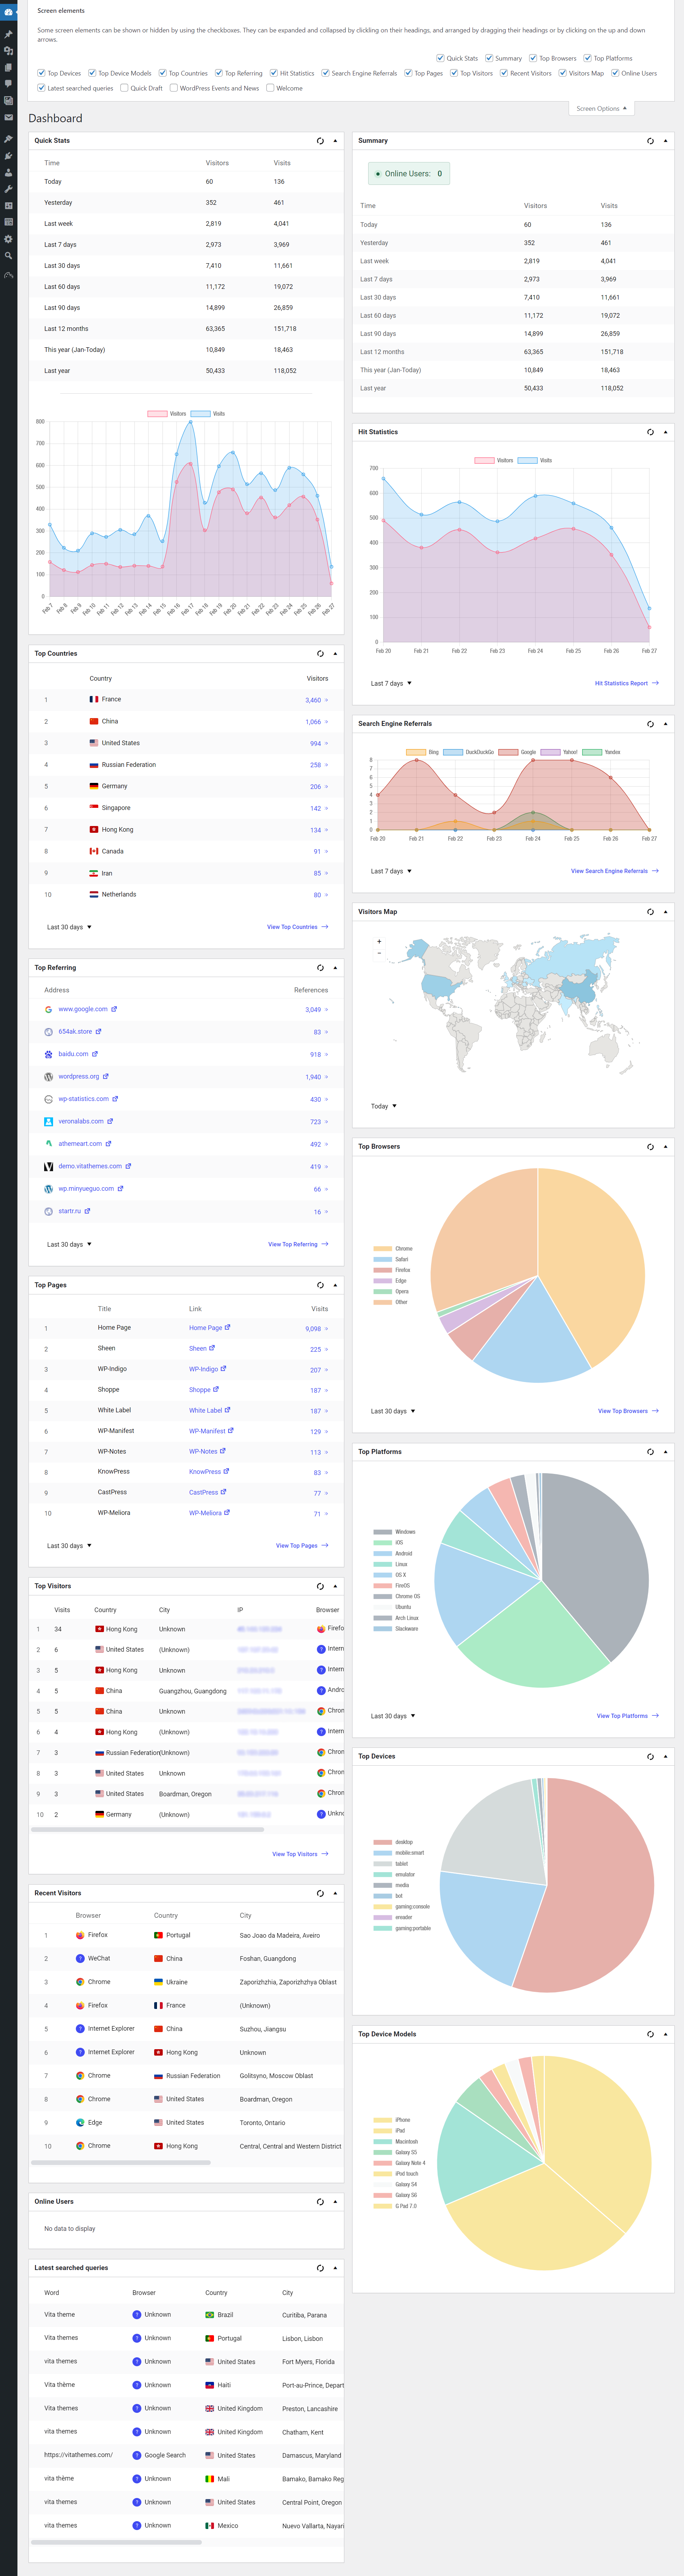 Screen elements
Some screen elements can be shown or hidden by using the checkboxes. They can be expanded and collapsed by clickling on their headings, and arranged by dragging their headings or by clicking on the up and down
arrows.
Quick Stats Summary Top Browsers Top Platforms
Top Devices Top Device Models Top Countries Top Referring Hit Statistics Search Engine Referrals Top Pages Top Visitors Recent Visitors Visitors Map Online Users
Latest searched queries Quick Draft WordPress Events and News Welcome
Screen Options
Dashboard
Quick Stats
Time Visitors Visits
Today 60 136
Yesterday 352 461
Last week 2,819 4,041
Last 7 days 2,973 3,969
Last 30 days 7,410 11,661
Last 60 days 11,172 19,072
Last 90 days 14,899 26,859
Last 12 months 63,365 151,718
This year (Jan-Today) 10,849 18,463
Last year 50,433 118,052
Visitors Visits
800
700
600
500
400
300
200
100
0
Feb 7 Feb 8 Feb 9 Feb 10 Feb 11 Feb 12 Feb 13 Feb 14 Feb 15 Feb 16 Feb 17 Feb 18 Feb 19 Feb 20 Feb 21 Feb 22 Feb 23 Feb 24 Feb 25 Feb 26 Feb 27
Top Countries
Country Visitors
1 France 3,460
2 China 1,066
3 United States 994
4 Russian Federation 258
5 Germany 206
6 Singapore 142
7 Hong Kong 134
8 Canada 91
9 Iran 85
10 Netherlands 80
Last 30 days View Top Countries
Top Referring
Address References
www.google.com 3,049
654ak.store 83
baidu.com 918
wordpress.org 1,940
wp-statistics.com 430
veronalabs.com 723
athemeart.com 492
demo.vitathemes.com 419
wp.minyueguo.com 66
startr.ru 16
Last 30 days View Top Referring
Top Pages
Title Link Visits
1 Home Page Home Page 9,098
2 Sheen Sheen 225
3 WP-Indigo WP-Indigo 207
4 Shoppe Shoppe 187
5 White Label White Label 187
6 WP-Manifest WP-Manifest 129
7 WP-Notes WP-Notes 113
8 KnowPress KnowPress 83
9 CastPress CastPress 77
10 WP-Meliora WP-Meliora 71
Last 30 days View Top Pages
Top Visitors
Visits Country City IP Browser
1 34 Hong Kong Unknown Firefo
2 6 United States (Unknown) Intern
3 5 Hong Kong Unknown Intern
4 5 China Guangzhou, Guangdong Andro
5 5 China Unknown Chron
6 4 Hong Kong (Unknown) Intern
7 3 Russian Federation (Unknown) Chron
8 3 United States Unknown Chron
9 3 United States Boardman, Oregon Chron
10 2 Germany (Unknown) Unkno
View Top Visitors
Recent Visitors
Browser Country City
1 Firefox Portugal Sao Joao da Madeira, Aveiro
2 WeChat China Foshan, Guangdong
3 Chrome Ukraine Zaporizhzhia, Zaporizhzhya Oblast
4 Firefox France (Unknown)
5 Internet Explorer China Suzhou, Jiangsu
6 Internet Explorer Hong Kong Unknown
7 Chrome Russian Federation Golitsyno, Moscow Oblast
8 Chrome United States Boardman, Oregon
9 Edge United States Toronto, Ontario
10 Chrome Hong Kong Central, Central and Western District
Online Users
No data to display
Latest searched queries
Word Browser Country City
Vita theme Unknown Brazil Curitiba, Parana
Vita themes Unknown Portugal Lisbon, Lisbon
vita themes Unknown United States Fort Myers, Florida
Vita thème Unknown Haiti Port-au-Prince, Depart
Vita themes Unknown United Kingdom Preston, Lancashire
vita themes Unknown United Kingdom Chatham, Kent
https://vitathemes.com/ Google Search United States Damascus, Maryland
vita thème Unknown Mali Bamako, Bamako Reg
vita themes Unknown United States Central Point, Oregon
vita themes Unknown Mexico Nuevo Vallarta, Nayari
Summary
Online Users: 0
Time Visitors Visits
Today 60 136
Yesterday 352 461
Last week 2,819 4,041
Last 7 days 2,973 3,969
Last 30 days 7,410 11,661
Last 60 days 11,172 19,072
Last 90 days 14,899 26,859
Last 12 months 63,365 151,718
This year (Jan-Today) 10,849 18,463
Last year 50,433 118,052
Hit Statistics
Visitors Visits
700
600
500
400
300
200
100
0
Feb 20 Feb 21 Feb 22 Feb 23 Feb 24 Feb 25 Feb 26 Feb 27
Last 7 days Hit Statistics Report
Search Engine Referrals
Bing DuckDuckGo Google Yahoo! Yandex
8
7
6
5
4
3
2
1
0
Feb 20 Feb 21 Feb 22 Feb 23 Feb 24 Feb 25 Feb 26 Feb 27
Last 7 days View Search Engine Referrals
Visitors Map
+
−
Today
Top Browsers
Chrome
Safari
Firefox
Edge
Opera
Other
Last 30 days View Top Browsers
Top Platforms
Windows
iOS
Android
Linux
OS X
FireOS
Chrome OS
Ubuntu
Arch Linux
Slackware
Last 30 days View Top Platforms
Top Devices
desktop
mobile:smart
tablet
emulator
media
bot
gaming:console
ereader
gaming:portable
Top Device Models
iPhone
iPad
Macintosh
Galaxy S5
Galaxy Note 4
iPod touch
Galaxy S4
Galaxy S6
G Pad 7.0